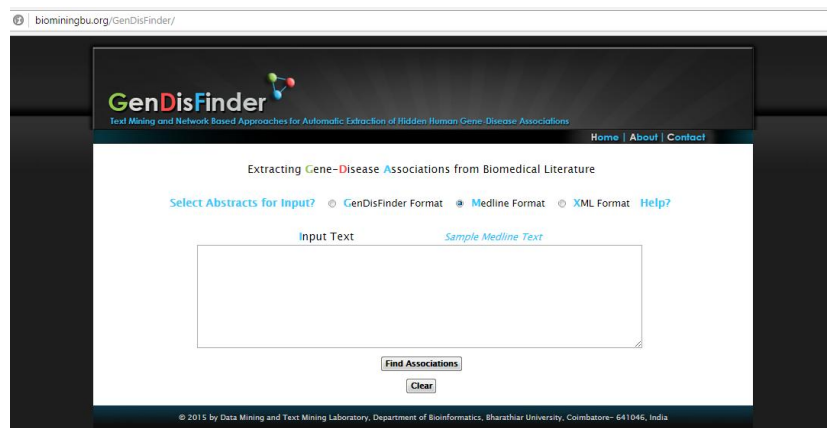 biominingbu.org/GenDisFinder/
GenDisFinder
Text Mining and Network Based Approaches for Automatic Extraction of Hidden Human Gene-Disease Associations
Home | About | Contact
Extracting Gene-Disease Associations from Biomedical Literature
Select Abstracts for Input? GenDisFinder Format Medline Format XML Format Help?
Input Text Sample Medline Text
Find Associations
Clear
© 2015 by Data Mining and Text Mining Laboratory, Department of Bioinformatics, Bharathiar University, Coimbatore- 641046, India